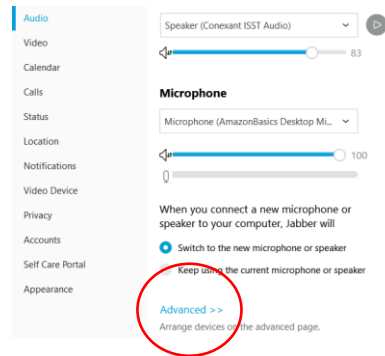 Audio
Video
Calendar
Calls
Status
Location
Notifications
Video Device
Privacy
Accounts
Self Care Portal
Appearance
Speaker (Conexant ISST Audio)
83
Microphone
Microphone (AmazonBasics Desktop Mi...
100
When you connect a new microphone or
speaker to your computer, Jabber will
Switch to the new microphone or speaker
Keep using the current microphone or speaker
Advanced >>
Arrange devices on the advanced page.